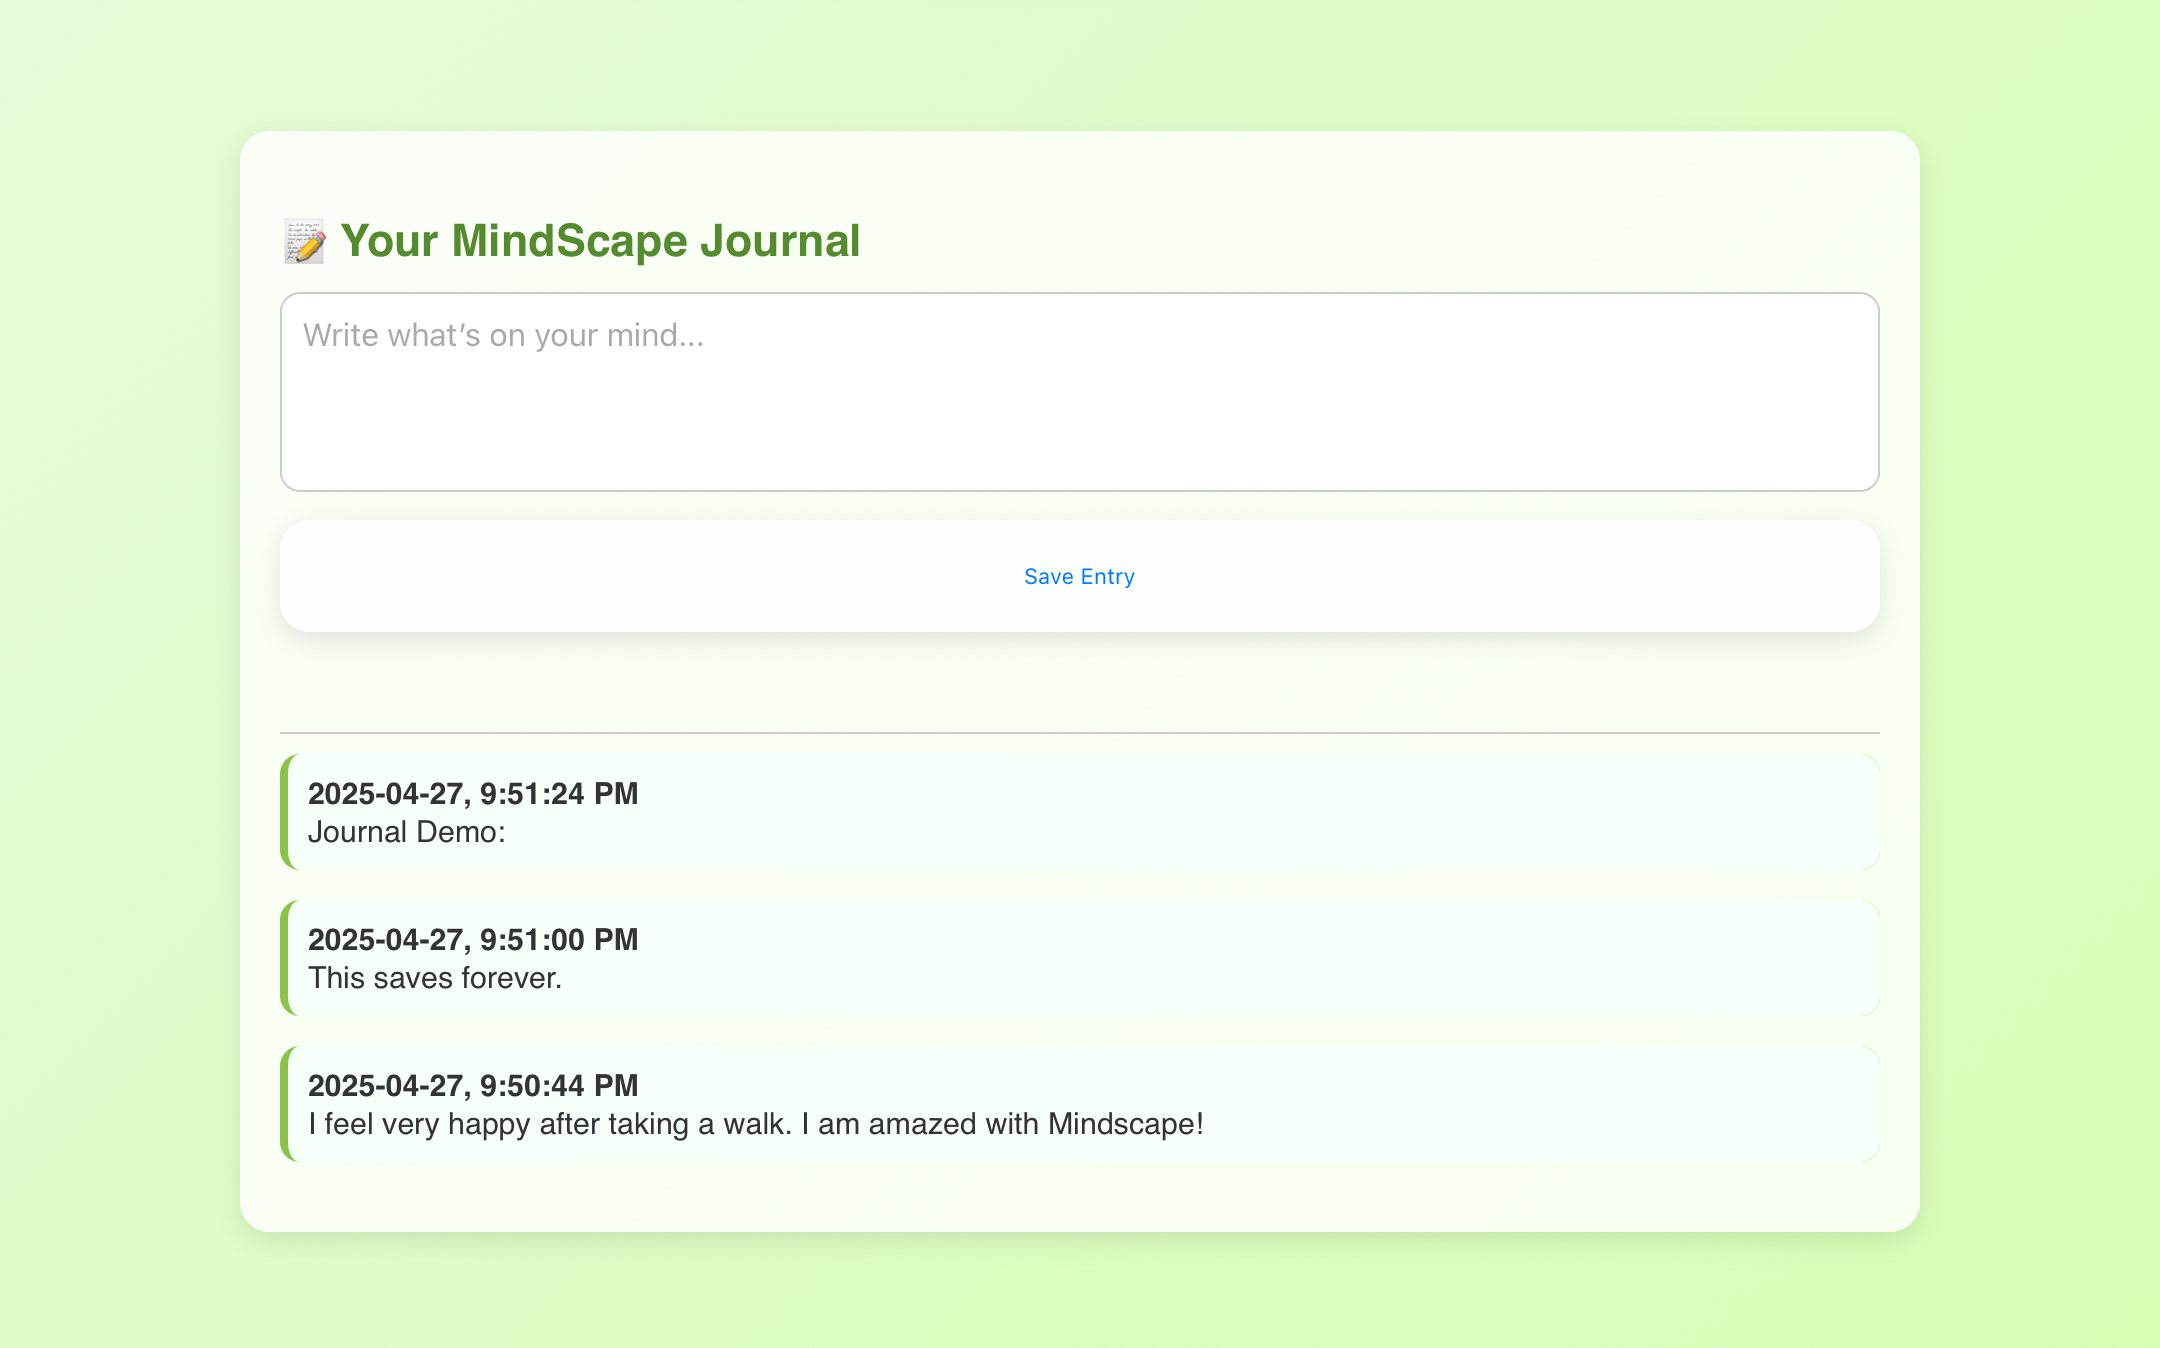 Your MindScape Journal
Write what's on your mind...
Save Entry
2025-04-27, 9:51:24 PM
Journal Demo:
2025-04-27, 9:51:00 PM
This saves forever.
2025-04-27, 9:50:44 PM
I feel very happy after taking a walk. I am amazed with Mindscape!